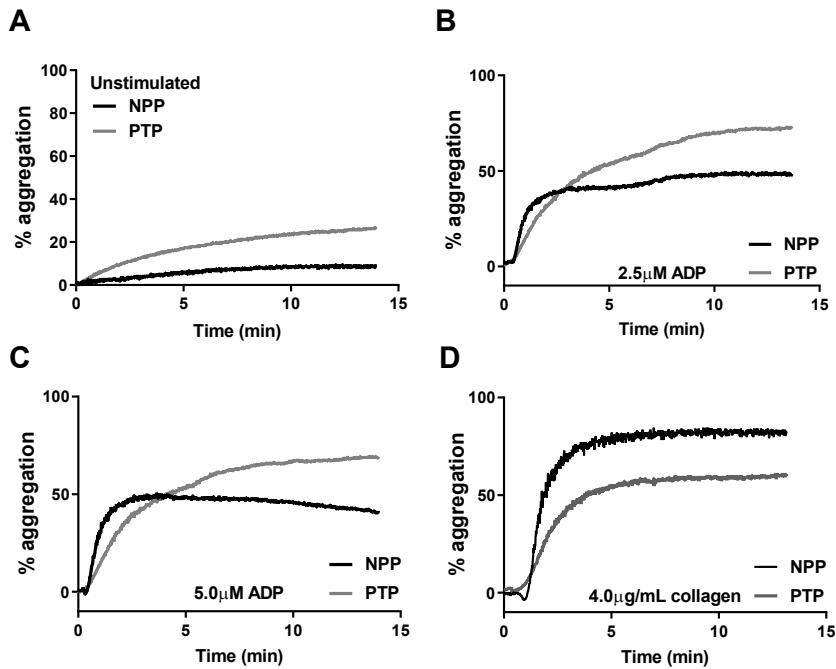 A
% aggregation
100
80
60
40
20
0
Unstimulated
NPP
PTP
0 5 10 15
Time (min)
B
% aggregation
100
50
0
NPP
2.5μM ADP PTP
0 5 10 15
Time (min)
C
% aggregation
100
50
0
NPP
5.0μM ADP PTP
0 5 10 15
Time (min)
D
% aggregation
100
50
0
NPP
4.0μg/mL collagen PTP
0 5 10 15
Time (min)